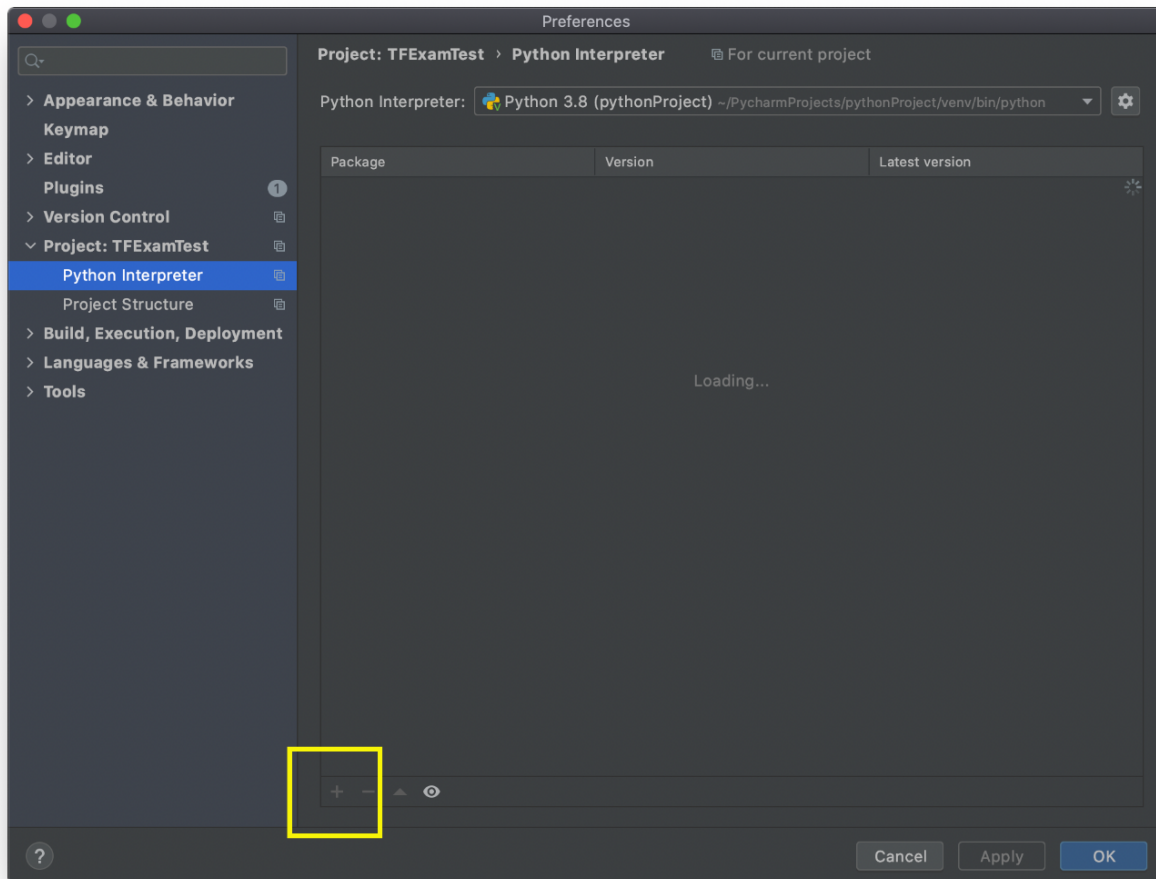 Preferences
Project: TFExamTest › Python Interpreter For current project
Python Interpreter: Python 3.8 (pythonProject) ~/PycharmProjects/pythonProject/venv/bin/python
Appearance & Behavior
Keymap
Editor
Plugins 1
Version Control
Project: TFExamTest
Python Interpreter
Project Structure
Build, Execution, Deployment
Languages & Frameworks
Tools
Package Version Latest version
Loading...
? Cancel Apply OK